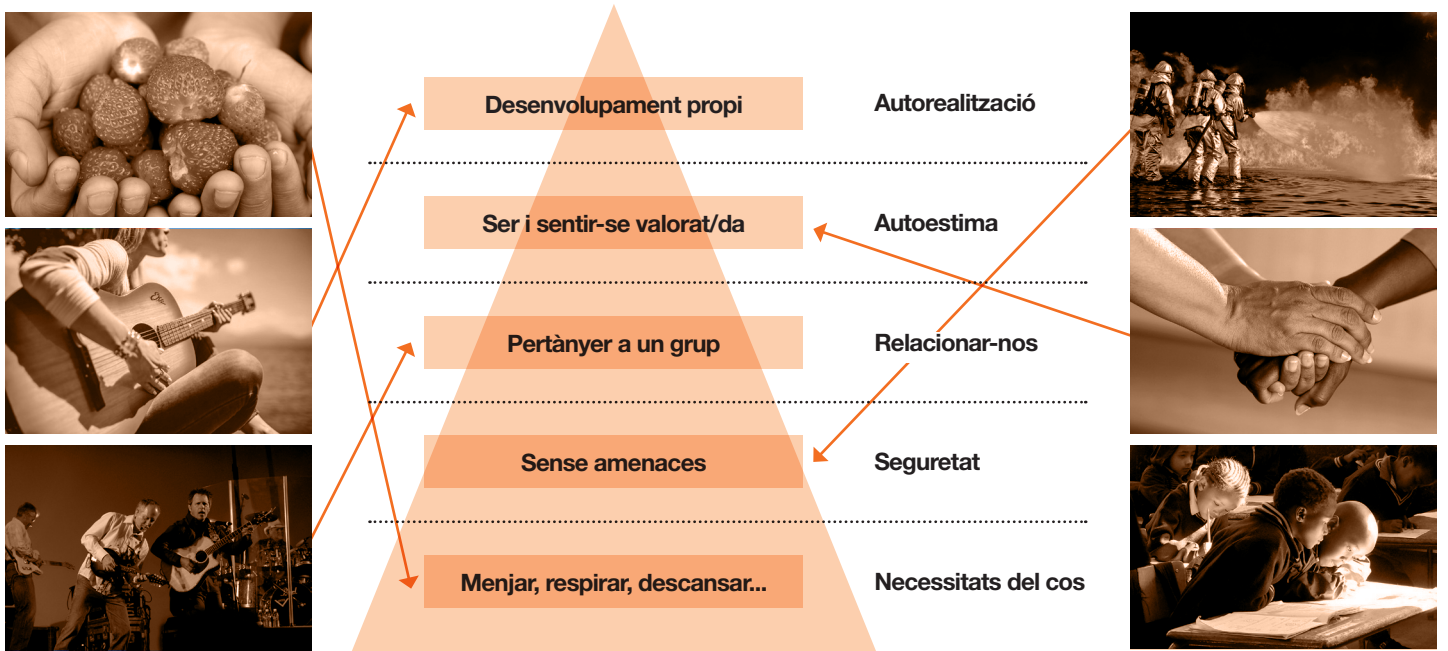 Desenvolupament propi
Autorealització
Ser i sentir-se valorat/da
Autoestima
Pertànyer a un grup
Relacionar-nos
Sense amenaces
Seguretat
Menjar, respirar, descansar...
Necessitats del cos